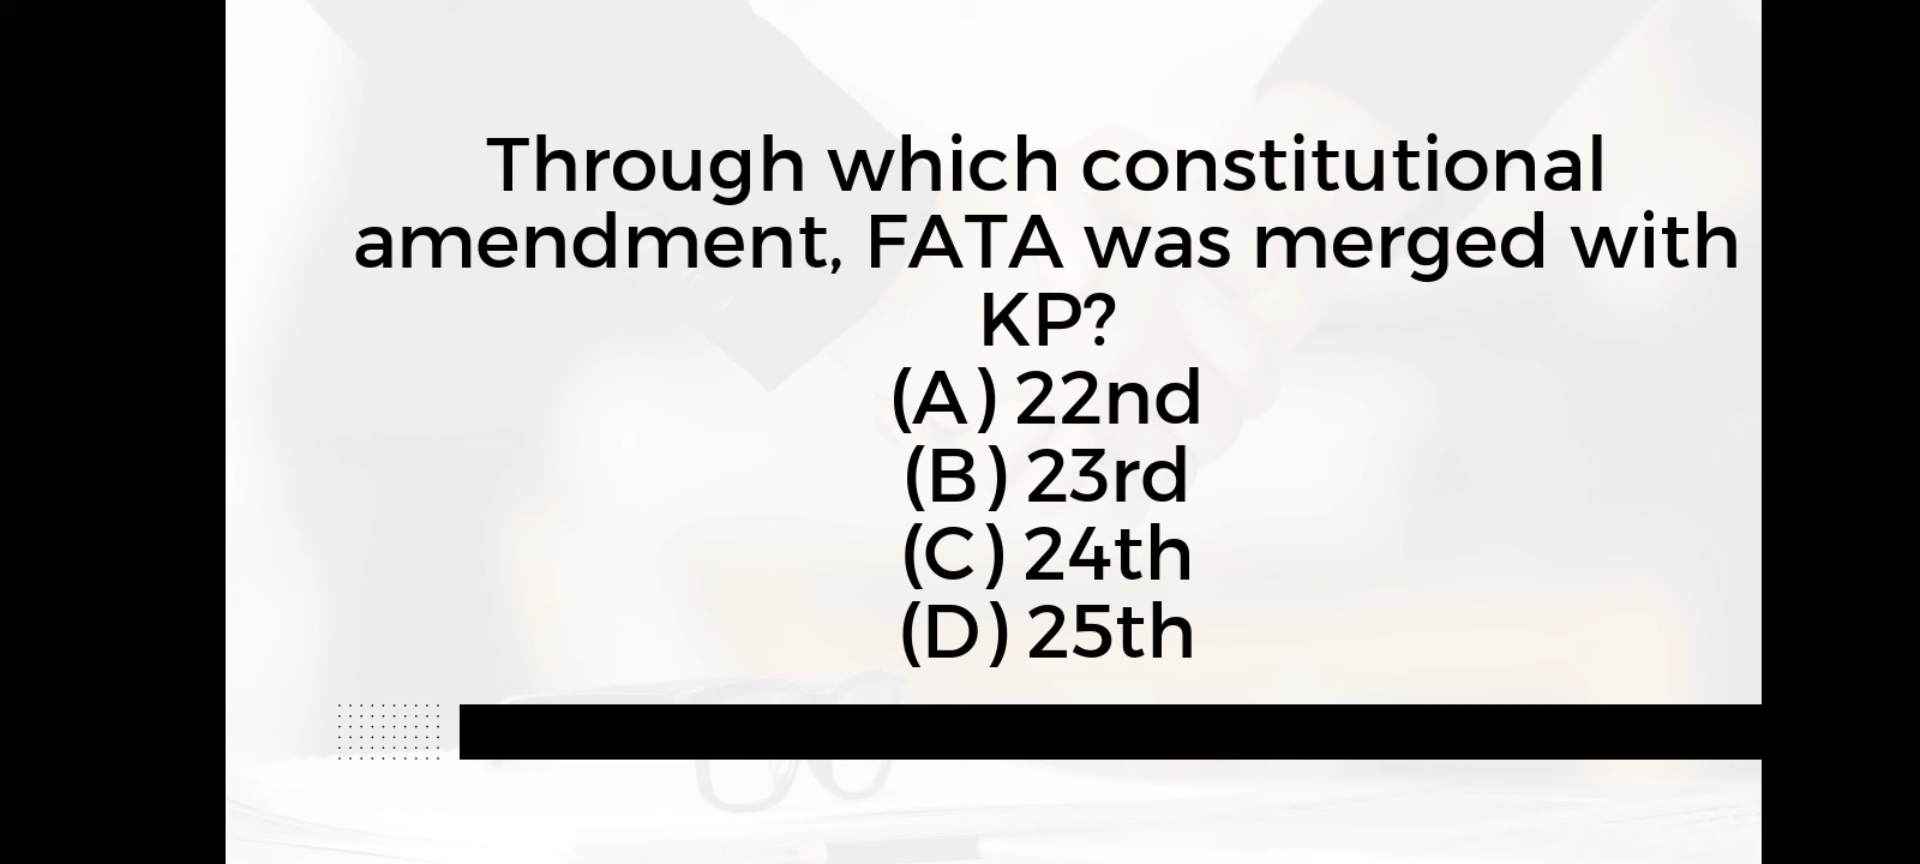 Through which constitutional
amendment, FATA was merged with
KP?
(A) 22nd
(B) 23rd
(C) 24th
(D) 25th